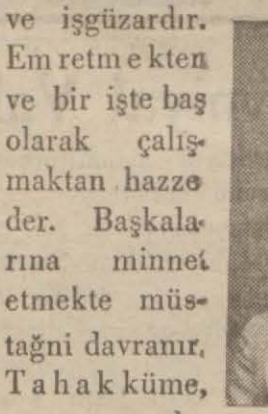 ve işgüzardır.
Emretmekten
ve bir işte baş
olarak çalış-
maktan hazze
der. Başkala-
rına minnet
etmekte müs-
tağni davranır,
Tahakküme,